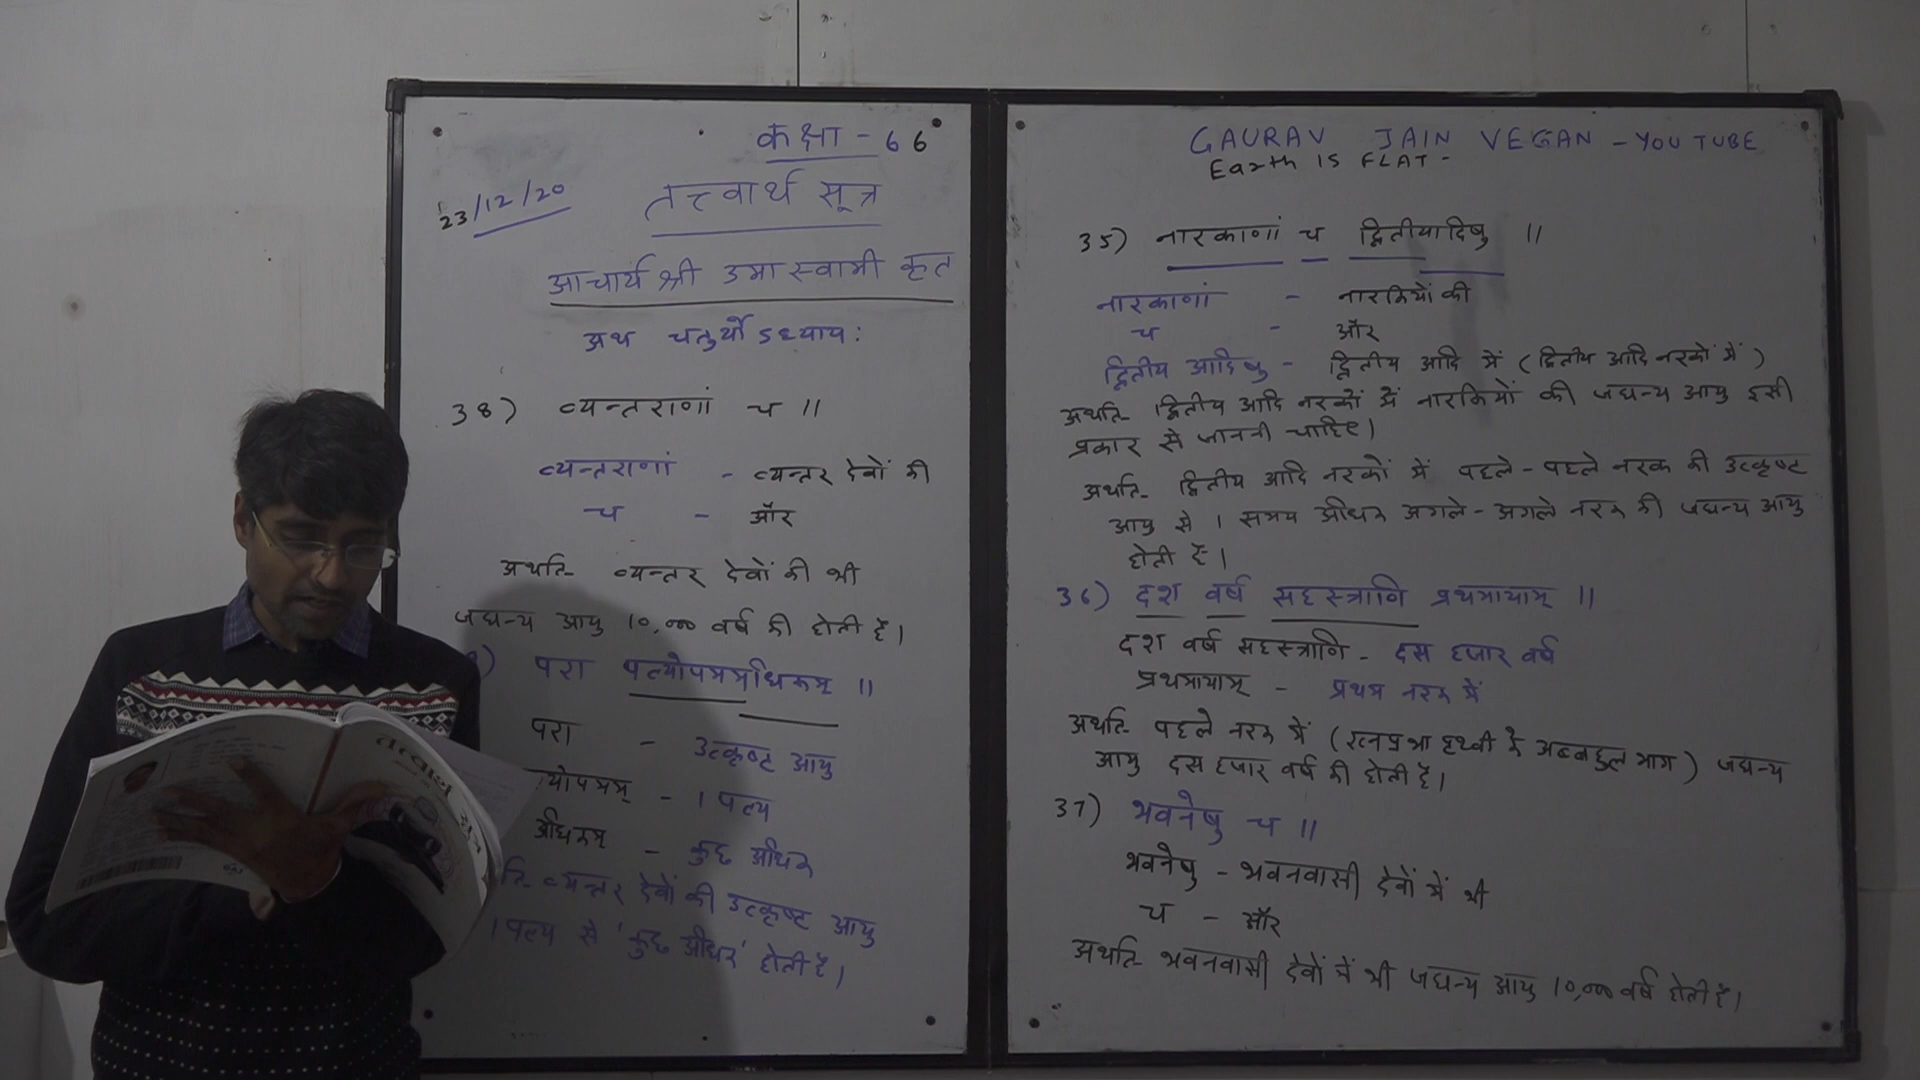 कक्षा - 66
23/12/20
तत्त्वार्थ सूत्र
आचार्य श्री उमास्वामी कृत
अथ चतुर्थोऽध्याय:
38) व्यन्तराणां च ॥
व्यन्तराणां - व्यन्तर देवों की
च - और
अर्थात- व्यन्तर देवों की भी
जघन्य आयु 10,000 वर्ष की होती है।
9) परा पल्योपममधिकम् ॥
परा - उत्कृष्ट आयु
योपमम् - 1 पल्य
अधिकम् - कुछ अधिक
त- व्यन्तर देवों की उत्कृष्ट आयु
1 पल्य से 'कुछ अधिक' होती है।
GAURAV JAIN VEGAN - YOUTUBE
Earth IS FLAT -
35) नारकाणां च द्वितीयादिषु ॥
नारकाणां - नारकियों की
च - और
द्वितीय आदिषु - द्वितीय आदि में (द्वितीय आदि नरकों में)
अर्थात- द्वितीय आदि नरकों में नारकियों की जघन्य आयु इसी
प्रकार से जाननी चाहिए।
अर्थात- द्वितीय आदि नरकों में पहले - पहले नरक की उत्कृष्ट
आयु से 1 समय अधिक अगले - अगले नरक की जघन्य आयु
होती है।
36) दश वर्ष सहस्त्राणि प्रथमायाम् ॥
दश वर्ष सहस्त्राणि - दस हजार वर्ष
प्रथमायाम् - प्रथम नरक में
अर्थात- पहले नरक में (रत्नप्रभा पृथ्वी के अब्बहुल भाग) जघन्य
आयु दस हजार वर्ष की होती है।
37) भवनेषु च ॥
भवनेषु - भवनवासी देवों में भी
च - और
अर्थात- भवनवासी देवों में भी जघन्य आयु 10,000 वर्ष होती है।
तत्त्वार्थ
सूत्र